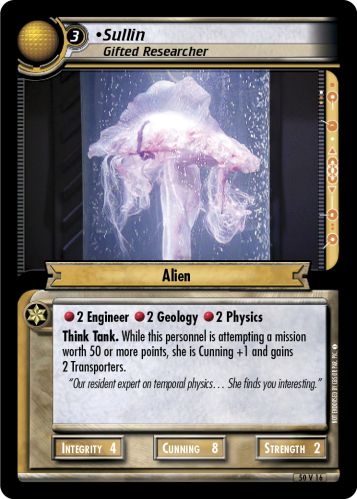 3
•Sullin
Gifted Researcher
Alien
2 Engineer 2 Geology 2 Physics
Think Tank. While this personnel is attempting a mission
worth 50 or more points, she is Cunning +1 and gains
2 Transporters.
"Our resident expert on temporal physics... She finds you interesting."
Integrity 4 Cunning 8 Strength 2
50 V 16